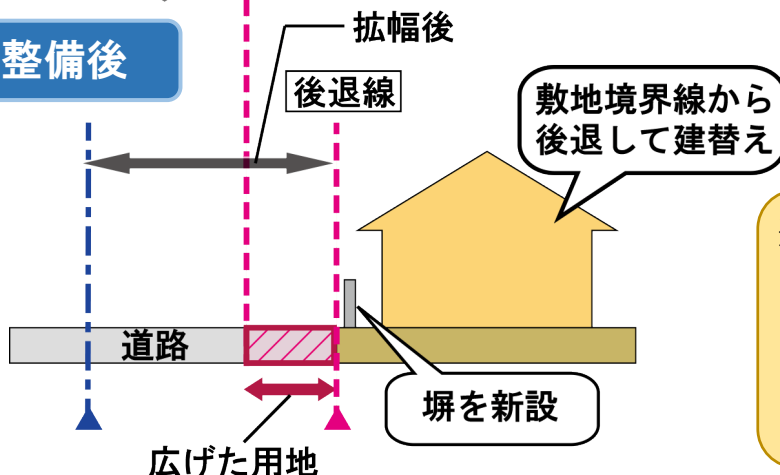 拡幅後
整備後
後退線
敷地境界線から
後退して建替え
道路
塀を新設
広げた用地